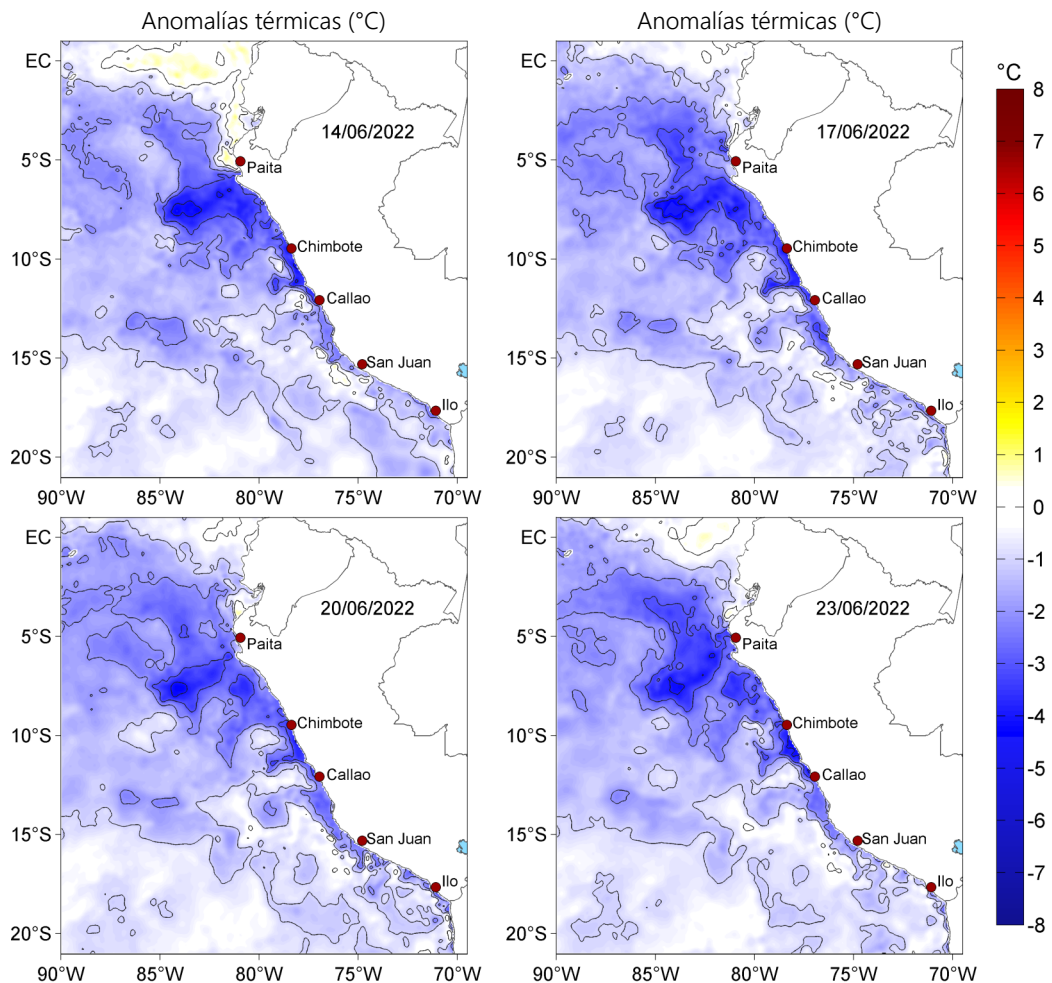 Anomalías térmicas (°C)
Anomalías térmicas (°C)
EC
5°S
10°S
15°S
20°S
14/06/2022
Paita
Chimbote
Callao
San Juan
Ilo
90°W
85°W
80°W
75°W
70°W
17/06/2022
EC
5°S
10°S
15°S
20°S
Paita
Chimbote
Callao
San Juan
Ilo
90°W
85°W
80°W
75°W
70°W
°C
8
7
6
5
4
3
2
1
0
-1
-2
-3
-4
-5
-6
-7
-8
EC
5°S
10°S
15°S
20°S
20/06/2022
Paita
Chimbote
Callao
San Juan
Ilo
90°W
85°W
80°W
75°W
70°W
EC
5°S
10°S
15°S
20°S
23/06/2022
Paita
Chimbote
Callao
San Juan
Ilo
90°W
85°W
80°W
75°W
70°W